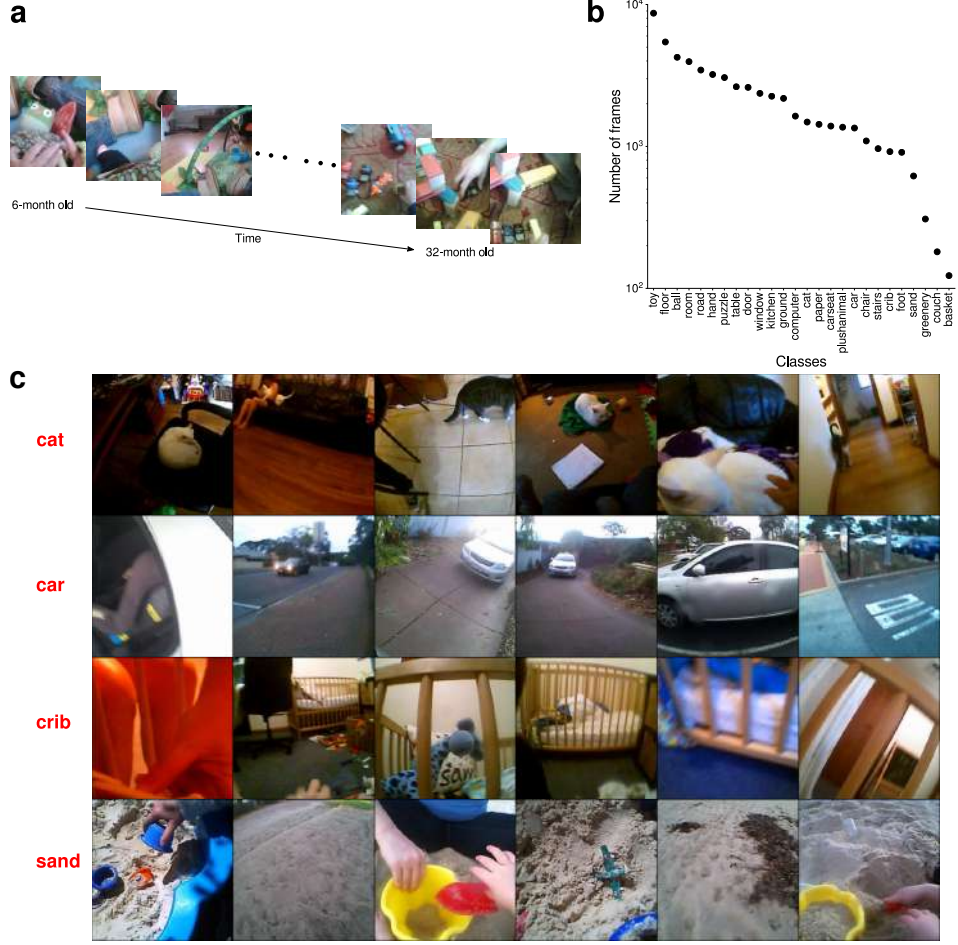 a
6-month old
Time
32-month old
b
Number of frames
10⁴
10³
10²
toy
floor
ball
room
road
hand
puzzle
table
door
window
kitchen
ground
computer
cat
paper
carseat
plushanimal
car
chair
stairs
crib
foot
sand
greenery
couch
basket
Classes
c
cat
car
crib
sand